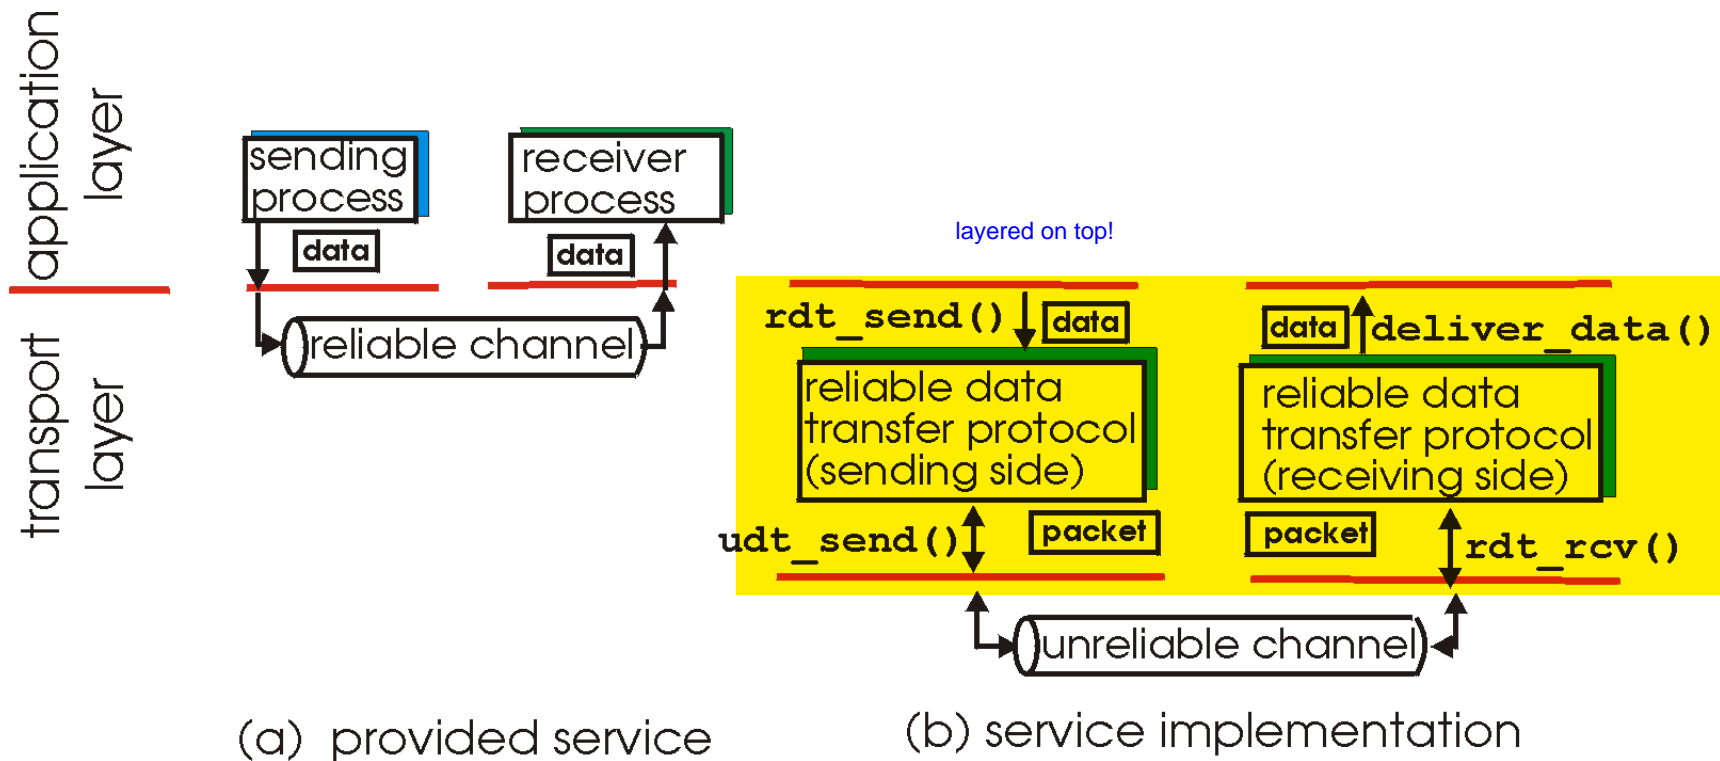 application
layer
transport
layer
sending
process
receiver
process
data
data
reliable channel
(a) provided service
layered on top!
rdt_send()
data
data
deliver_data()
reliable data
transfer protocol
(sending side)
reliable data
transfer protocol
(receiving side)
udt_send()
packet
packet
rdt_rcv()
unreliable channel
(b) service implementation